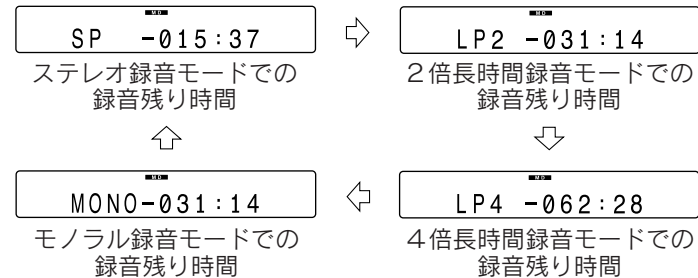 MD
SP -015:37
ステレオ録音モードでの
録音残り時間
MD
LP2 -031:14
2倍長時間録音モードでの
録音残り時間
MD
LP4 -062:28
4倍長時間録音モードでの
録音残り時間
MD
MONO-031:14
モノラル録音モードでの
録音残り時間